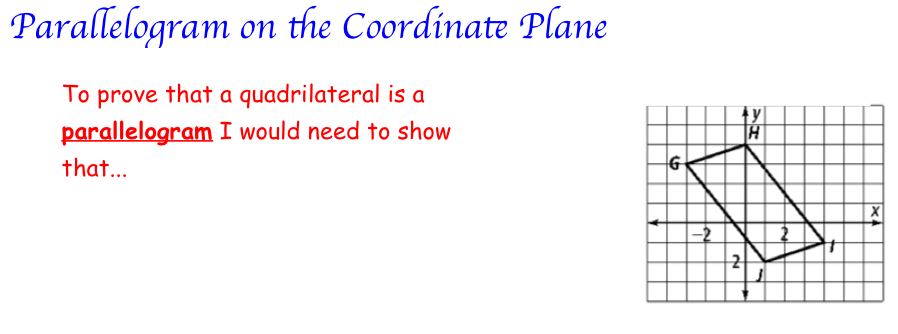 Parallelogram on the Coordinate Plane
To prove that a quadrilateral is a
parallelogram I would need to show
that...
y
H
G
x
−2
2
I
2
J